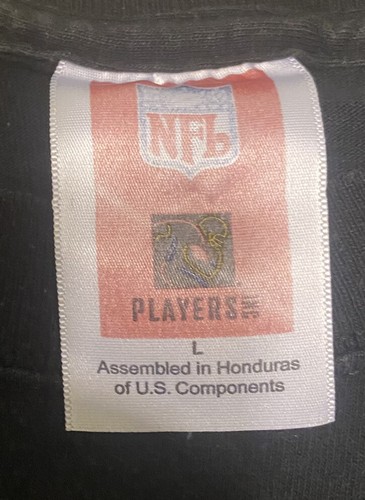 NFL
PLAYERS INC
L
Assembled in Honduras
of U.S. Components